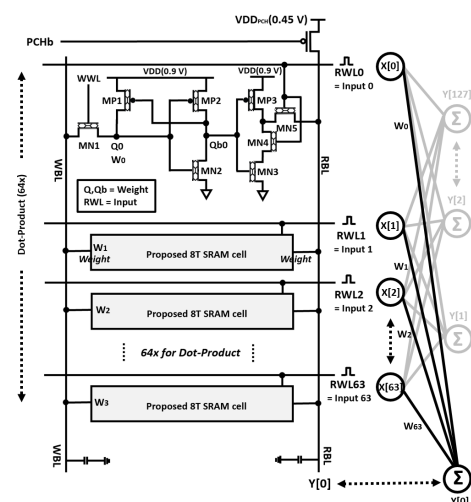 VDDPCH(0.45 V)
PCHb
RWL0
= Input 0
X[0]
Y[127]
Σ
WWL
VDD(0.9 V)
VDD(0.9 V)
MP1
MP2
MP3
MN5
MN1
Q0
W0
Qb0
MN4
MN2
MN3
WBL
RBL
W0
Dot-Product (64x)
Q,Qb = Weight
RWL = Input
Y[2]
Σ
RWL1
= Input 1
X[1]
W1
Weight
Proposed 8T SRAM cell
Weight
W1
Y[1]
Σ
RWL2
= Input 2
X[2]
W2
Proposed 8T SRAM cell
W2
64x for Dot-Product
RWL63
= Input 63
X[63]
W3
Proposed 8T SRAM cell
W63
WBL
RBL
Y[0]
Σ
Y[0]